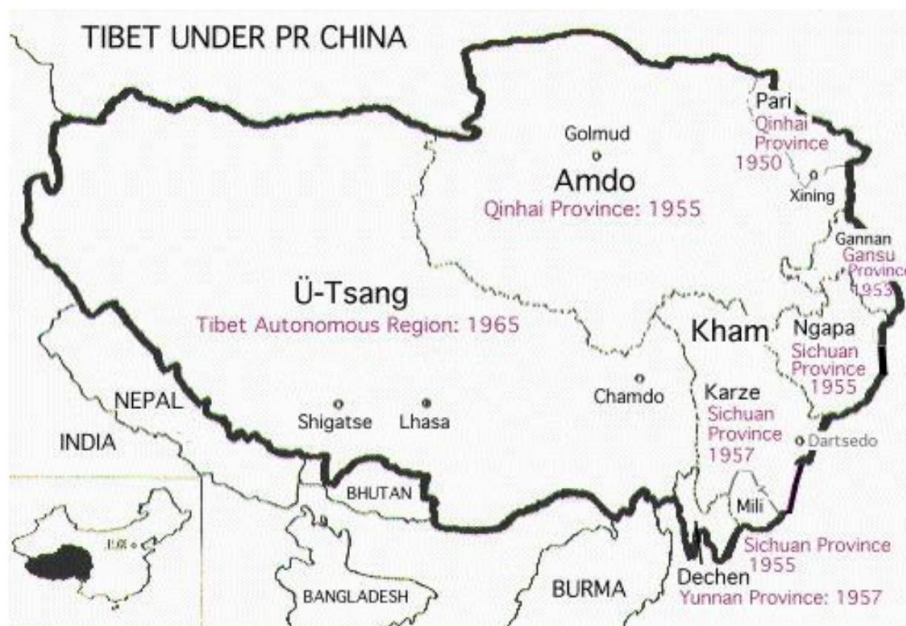 TIBET UNDER PR CHINA
Pari
Qinhai
Province
1950
Golmud
Amdo
Qinhai Province: 1955
Xining
Gannan
Gansu
Province
1953
Ü-Tsang
Tibet Autonomous Region: 1965
Kham
Ngapa
Sichuan
Province
1955
Chamdo
Karze
Sichuan
Province
1957
Shigatse
Lhasa
Dartsedo
NEPAL
INDIA
BHUTAN
Mili
Sichuan Province
1955
Dechen
Yunnan Province: 1957
BURMA
BANGLADESH